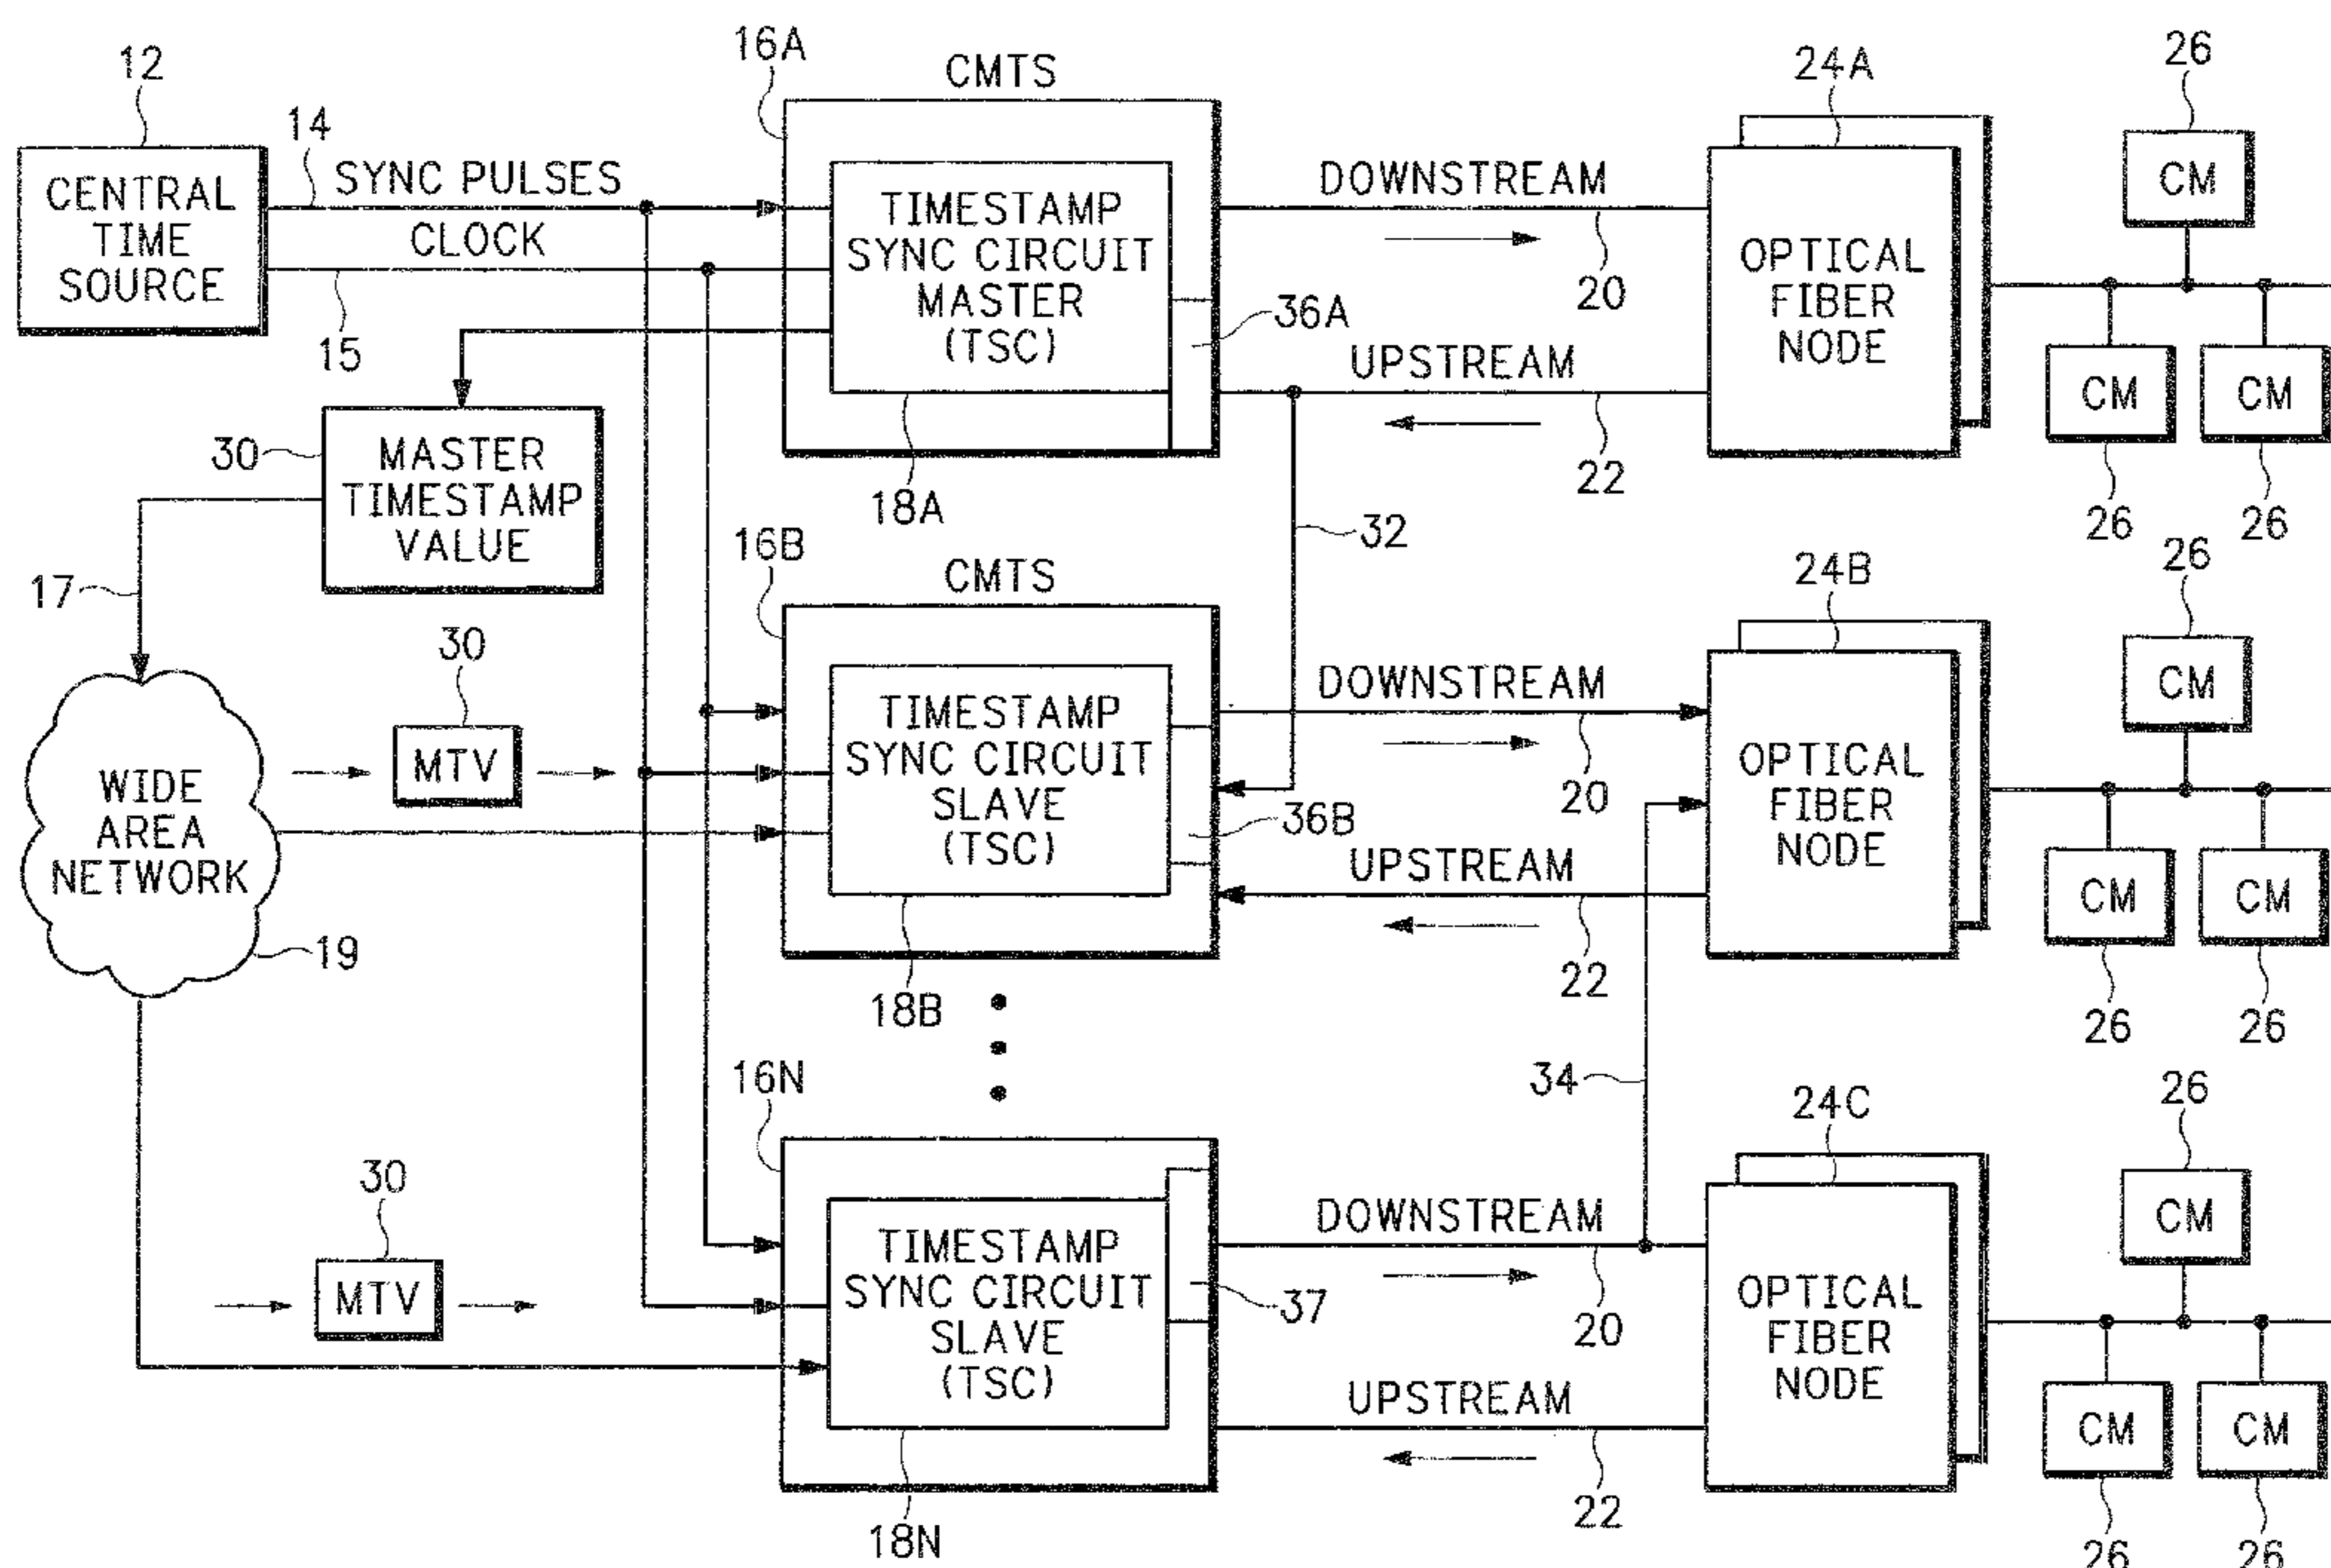 12
14
SYNC PULSES
CLOCK
15
CENTRAL
TIME
SOURCE
16A
CMTS
TIMESTAMP
SYNC CIRCUIT
MASTER
(TSC)
18A
36A
DOWNSTREAM
20
UPSTREAM
22
24A
OPTICAL
FIBER
NODE
26
CM
CM
CM
26
26
30
MASTER
TIMESTAMP
VALUE
17
32
16B
CMTS
TIMESTAMP
SYNC CIRCUIT
SLAVE
(TSC)
18B
36B
30
MTV
WIDE
AREA
NETWORK
19
DOWNSTREAM
20
UPSTREAM
22
24B
OPTICAL
FIBER
NODE
26
CM
CM
CM
26
26
34
16N
TIMESTAMP
SYNC CIRCUIT
SLAVE
(TSC)
18N
37
30
MTV
DOWNSTREAM
20
UPSTREAM
22
24C
OPTICAL
FIBER
NODE
26
CM
CM
CM
26
26